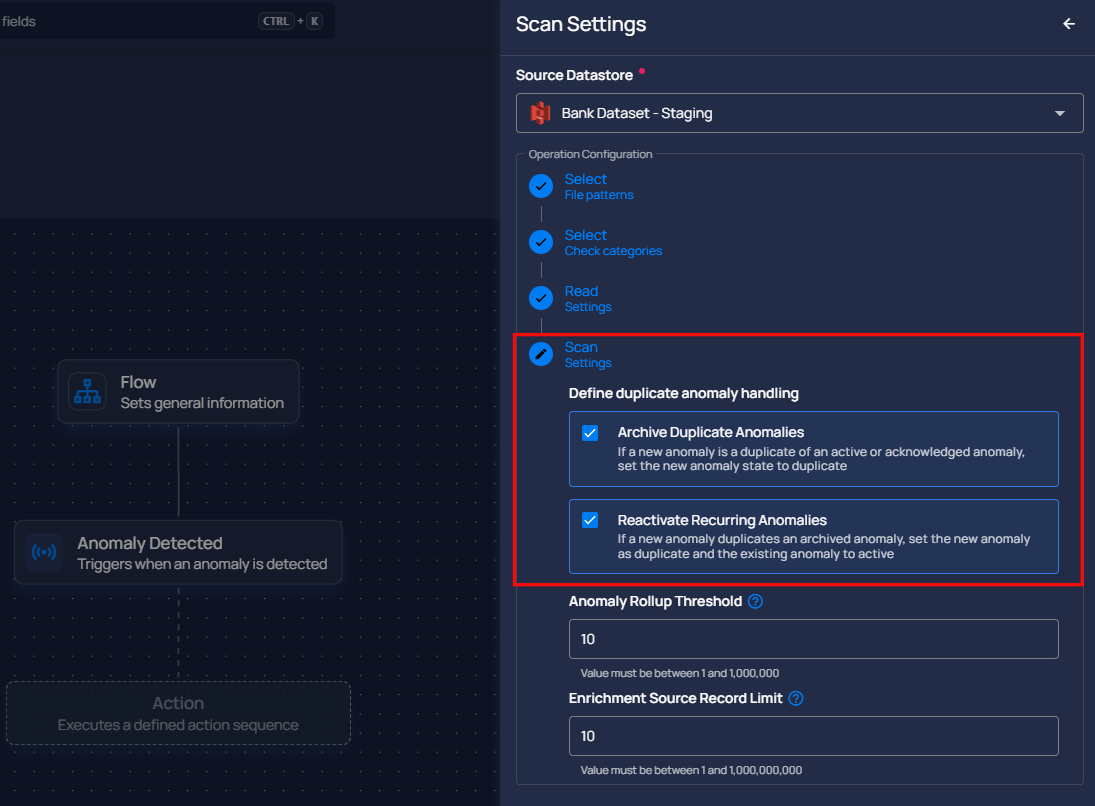 fields
CTRL + K
Flow
Sets general information
Anomaly Detected
Triggers when an anomaly is detected
Action
Executes a defined action sequence
Scan Settings
Source Datastore
Bank Dataset - Staging
Operation Configuration
Select
File patterns
Select
Check categories
Read
Settings
Scan
Settings
Define duplicate anomaly handling
Archive Duplicate Anomalies
If a new anomaly is a duplicate of an active or acknowledged anomaly,
set the new anomaly state to duplicate
Reactivate Recurring Anomalies
If a new anomaly duplicates an archived anomaly, set the new anomaly
as duplicate and the existing anomaly to active
Anomaly Rollup Threshold ?
10
Value must be between 1 and 1,000,000
Enrichment Source Record Limit ?
10
Value must be between 1 and 1,000,000,000